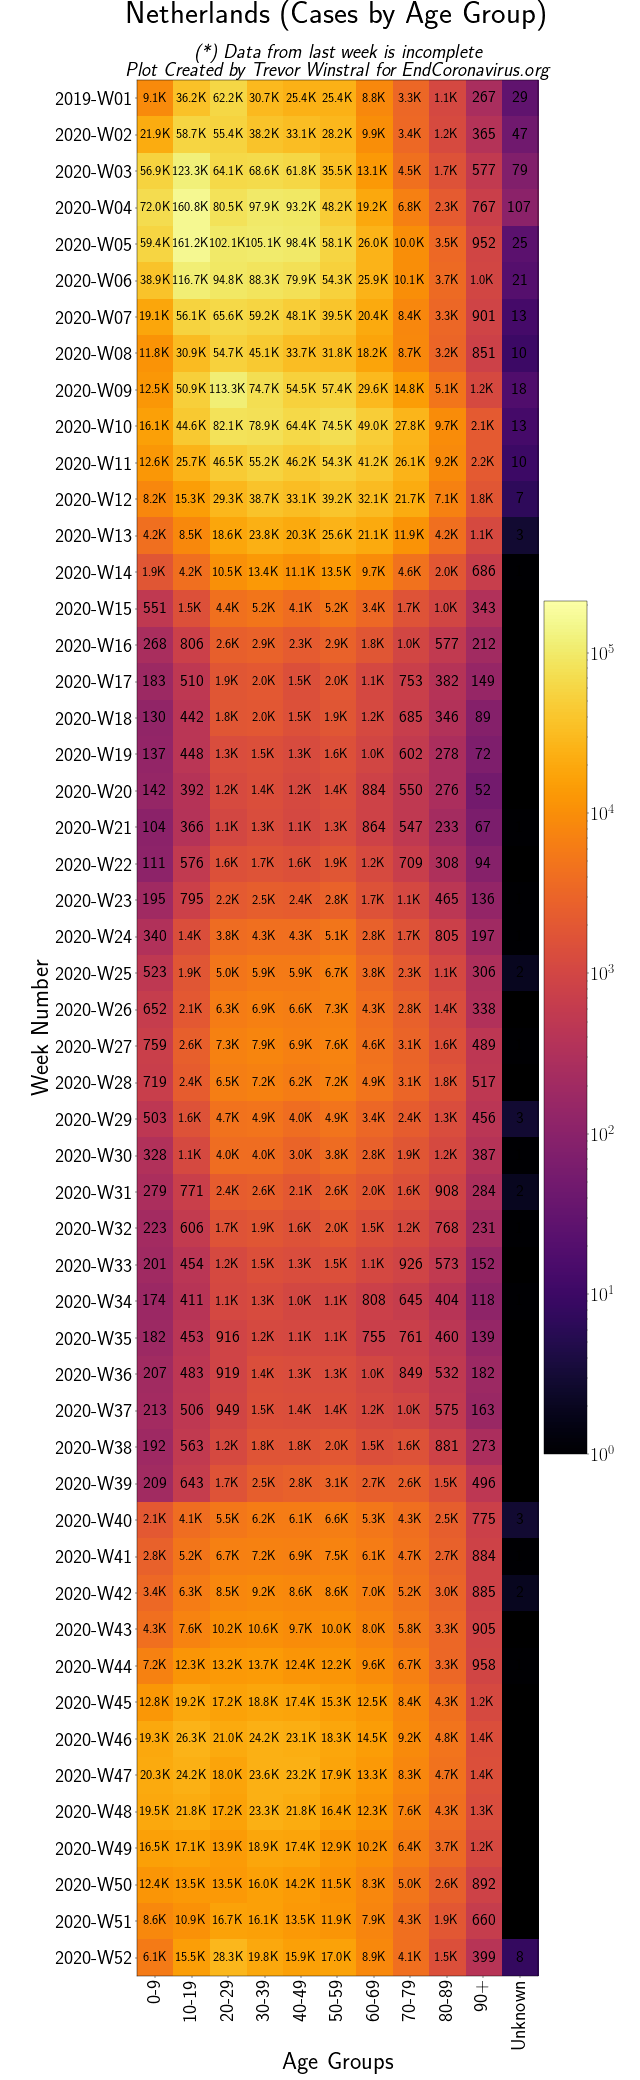 Netherlands (Cases by Age Group)
(*) Data from last week is incomplete
Plot Created by Trevor Winstral for EndCoronavirus.org
2019-W01 9.1K 36.2K 62.2K 30.7K 25.4K 25.4K 8.8K 3.3K 1.1K 267 29
2020-W02 21.9K 58.7K 55.4K 38.2K 33.1K 28.2K 9.9K 3.4K 1.2K 365 47
2020-W03 56.9K 123.3K 64.1K 68.6K 61.8K 35.5K 13.1K 4.5K 1.7K 577 79
2020-W04 72.0K 160.8K 80.5K 97.9K 93.2K 48.2K 19.2K 6.8K 2.3K 767 107
2020-W05 59.4K 161.2K 102.1K 105.1K 98.4K 58.1K 26.0K 10.0K 3.5K 952 25
2020-W06 38.9K 116.7K 94.8K 88.3K 79.9K 54.3K 25.9K 10.1K 3.7K 1.0K 21
2020-W07 19.1K 56.1K 65.6K 59.2K 48.1K 39.5K 20.4K 8.4K 3.3K 901 13
2020-W08 11.8K 30.9K 54.7K 45.1K 33.7K 31.8K 18.2K 8.7K 3.2K 851 10
2020-W09 12.5K 50.9K 113.3K 74.7K 54.5K 57.4K 29.6K 14.8K 5.1K 1.2K 18
2020-W10 16.1K 44.6K 82.1K 78.9K 64.4K 74.5K 49.0K 27.8K 9.7K 2.1K 13
2020-W11 12.6K 25.7K 46.5K 55.2K 46.2K 54.3K 41.2K 26.1K 9.2K 2.2K 10
2020-W12 8.2K 15.3K 29.3K 38.7K 33.1K 39.2K 32.1K 21.7K 7.1K 1.8K 7
2020-W13 4.2K 8.5K 18.6K 23.8K 20.3K 25.6K 21.1K 11.9K 4.2K 1.1K 3
2020-W14 1.9K 4.2K 10.5K 13.4K 11.1K 13.5K 9.7K 4.6K 2.0K 686
2020-W15 551 1.5K 4.4K 5.2K 4.1K 5.2K 3.4K 1.7K 1.0K 343
2020-W16 268 806 2.6K 2.9K 2.3K 2.9K 1.8K 1.0K 577 212
2020-W17 183 510 1.9K 2.0K 1.5K 2.0K 1.1K 753 382 149
2020-W18 130 442 1.8K 2.0K 1.5K 1.9K 1.2K 685 346 89
2020-W19 137 448 1.3K 1.5K 1.3K 1.6K 1.0K 602 278 72
2020-W20 142 392 1.2K 1.4K 1.2K 1.4K 884 550 276 52
2020-W21 104 366 1.1K 1.3K 1.1K 1.3K 864 547 233 67
2020-W22 111 576 1.6K 1.7K 1.6K 1.9K 1.2K 709 308 94
2020-W23 195 795 2.2K 2.5K 2.4K 2.8K 1.7K 1.1K 465 136
2020-W24 340 1.4K 3.8K 4.3K 4.3K 5.1K 2.8K 1.7K 805 197
2020-W25 523 1.9K 5.0K 5.9K 5.9K 6.7K 3.8K 2.3K 1.1K 306 2
2020-W26 652 2.1K 6.3K 6.9K 6.6K 7.3K 4.3K 2.8K 1.4K 338
2020-W27 759 2.6K 7.3K 7.9K 6.9K 7.6K 4.6K 3.1K 1.6K 489
2020-W28 719 2.4K 6.5K 7.2K 6.2K 7.2K 4.9K 3.1K 1.8K 517
2020-W29 503 1.6K 4.7K 4.9K 4.0K 4.9K 3.4K 2.4K 1.3K 456 3
2020-W30 328 1.1K 4.0K 4.0K 3.0K 3.8K 2.8K 1.9K 1.2K 387
2020-W31 279 771 2.4K 2.6K 2.1K 2.6K 2.0K 1.6K 908 284 2
2020-W32 223 606 1.7K 1.9K 1.6K 2.0K 1.5K 1.2K 768 231
2020-W33 201 454 1.2K 1.5K 1.3K 1.5K 1.1K 926 573 152
2020-W34 174 411 1.1K 1.3K 1.0K 1.1K 808 645 404 118
2020-W35 182 453 916 1.2K 1.1K 1.1K 755 761 460 139
2020-W36 207 483 919 1.4K 1.3K 1.3K 1.0K 849 532 182
2020-W37 213 506 949 1.5K 1.4K 1.4K 1.2K 1.0K 575 163
2020-W38 192 563 1.2K 1.8K 1.8K 2.0K 1.5K 1.6K 881 273
2020-W39 209 643 1.7K 2.5K 2.8K 3.1K 2.7K 2.6K 1.5K 496
2020-W40 2.1K 4.1K 5.5K 6.2K 6.1K 6.6K 5.3K 4.3K 2.5K 775 3
2020-W41 2.8K 5.2K 6.7K 7.2K 6.9K 7.5K 6.1K 4.7K 2.7K 884
2020-W42 3.4K 6.3K 8.5K 9.2K 8.6K 8.6K 7.0K 5.2K 3.0K 885 2
2020-W43 4.3K 7.6K 10.2K 10.6K 9.7K 10.0K 8.0K 5.8K 3.3K 905
2020-W44 7.2K 12.3K 13.2K 13.7K 12.4K 12.2K 9.6K 6.7K 3.3K 958
2020-W45 12.8K 19.2K 17.2K 18.8K 17.4K 15.3K 12.5K 8.4K 4.3K 1.2K
2020-W46 19.3K 26.3K 21.0K 24.2K 23.1K 18.3K 14.5K 9.2K 4.8K 1.4K
2020-W47 20.3K 24.2K 18.0K 23.6K 23.2K 17.9K 13.3K 8.3K 4.7K 1.4K
2020-W48 19.5K 21.8K 17.2K 23.3K 21.8K 16.4K 12.3K 7.6K 4.3K 1.3K
2020-W49 16.5K 17.1K 13.9K 18.9K 17.4K 12.9K 10.2K 6.4K 3.7K 1.2K
2020-W50 12.4K 13.5K 13.5K 16.0K 14.2K 11.5K 8.3K 5.0K 2.6K 892
2020-W51 8.6K 10.9K 16.7K 16.1K 13.5K 11.9K 7.9K 4.3K 1.9K 660
2020-W52 6.1K 15.5K 28.3K 19.8K 15.9K 17.0K 8.9K 4.1K 1.5K 399 8
0-9 10-19 20-29 30-39 40-49 50-59 60-69 70-79 80-89 90+ Unknown
Age Groups
Week Number
10⁵
10⁴
10³
10²
10¹
10⁰